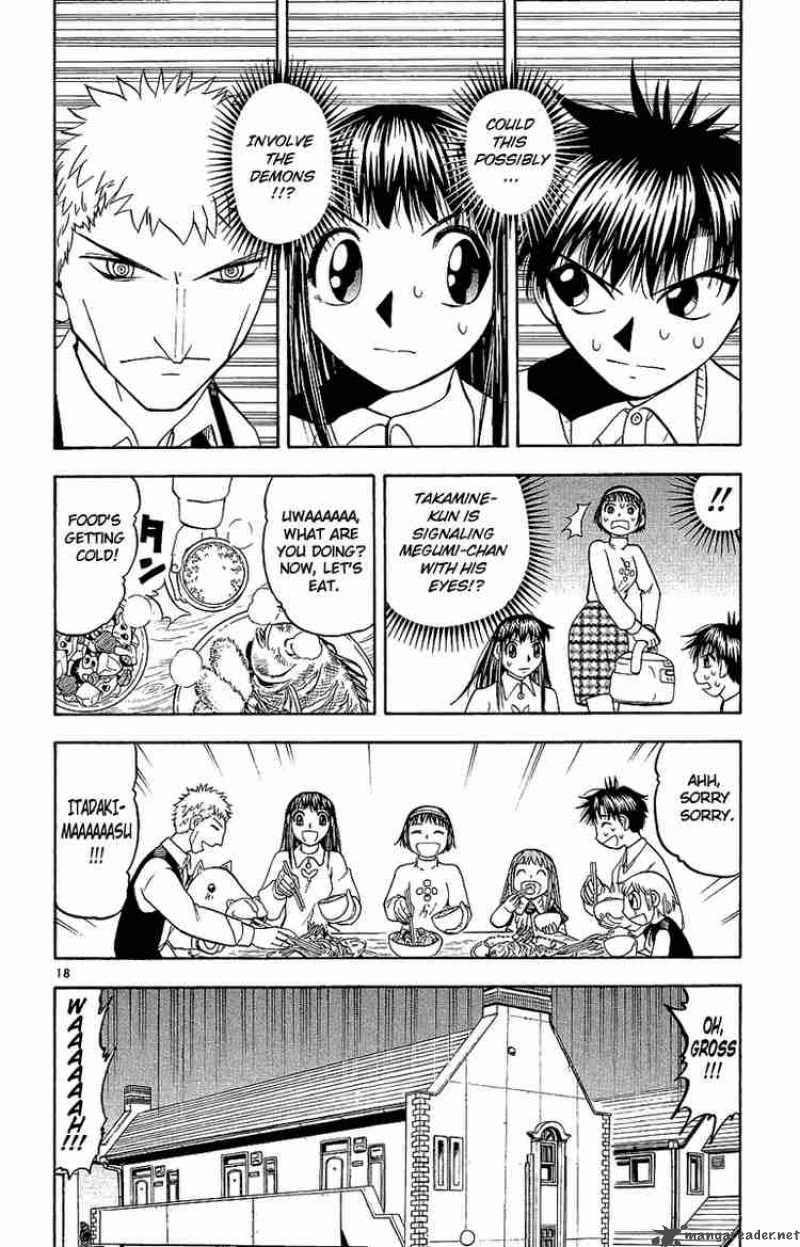 COULD
THIS
POSSIBLY
...
INVOLVE
THE
DEMONS
!!?
!!
TAKAMINE-
KUN IS
SIGNALING
MEGUMI-CHAN
WITH HIS
EYES!?
UWAAAAAA,
WHAT ARE
YOU DOING?
NOW, LET'S
EAT.
タン
FOOD'S
GETTING
COLD!
AHH,
SORRY
SORRY.
ITADAKI-
MAAAAAASU
!!!
18
OH,
GROSS
!!!
WAAAAAAH!!!
mangareader.net